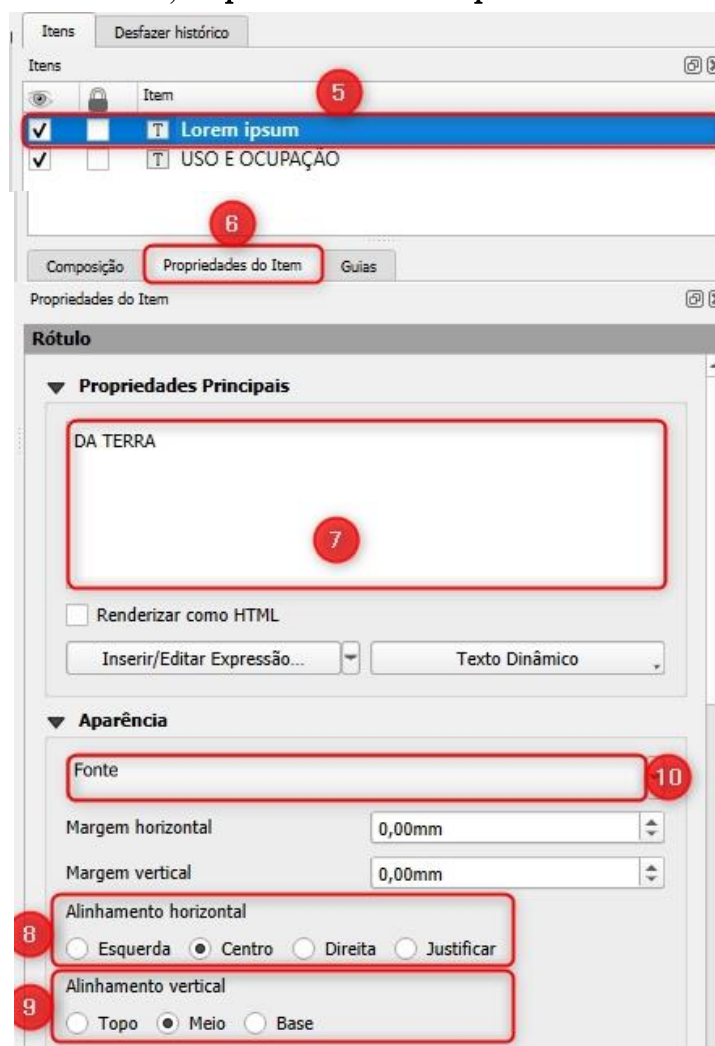 Itens Desfazer histórico
Itens
Item 5
T Lorem ipsum
T USO E OCUPAÇÃO
6
Composição Propriedades do Item Guias
Propriedades do Item
Rótulo
Propriedades Principais
DA TERRA
7
Renderizar como HTML
Inserir/Editar Expressão... Texto Dinâmico
Aparência
Fonte 10
Margem horizontal 0,00mm
Margem vertical 0,00mm
Alinhamento horizontal
8 Esquerda Centro Direita Justificar
Alinhamento vertical
9 Topo Meio Base